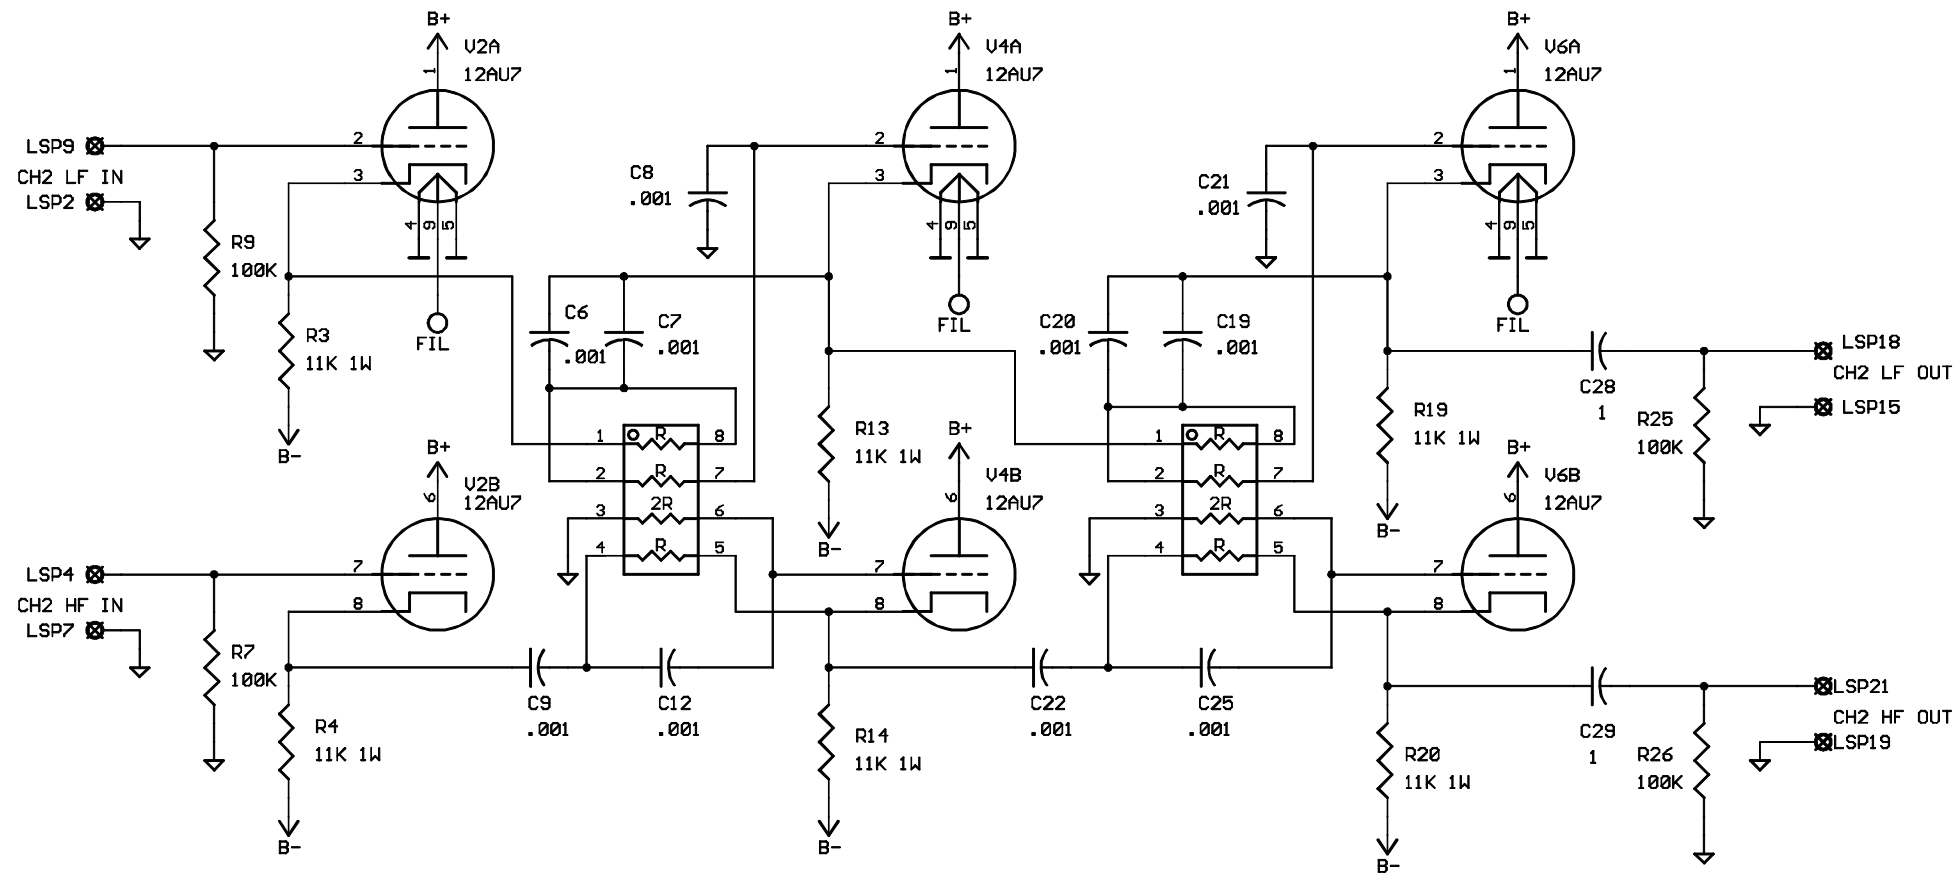 B+
V2A
12AU7
1
2
3
4
9
5
FIL
LSP9
CH2 LF IN
LSP2
R9
100K
R3
11K 1W
B-
B+
V4A
12AU7
1
2
3
4
9
5
FIL
C8
.001
C6
.001
C7
.001
B+
V6A
12AU7
1
2
3
4
9
5
FIL
C21
.001
C20
.001
C19
.001
LSP18
CH2 LF OUT
LSP15
C28
1
R25
100K
R19
11K 1W
B-
R13
11K 1W
B-
1 R 8
2 R 7
3 2R 6
4 R 5
1 R 8
2 R 7
3 2R 6
4 R 5
B+
V2B
12AU7
6
7
8
LSP4
CH2 HF IN
LSP7
R7
100K
R4
11K 1W
B-
C9
.001
C12
.001
B+
V4B
12AU7
6
7
8
R14
11K 1W
B-
C22
.001
C25
.001
B+
V6B
12AU7
6
7
8
R20
11K 1W
B-
C29
1
R26
100K
LSP21
CH2 HF OUT
LSP19